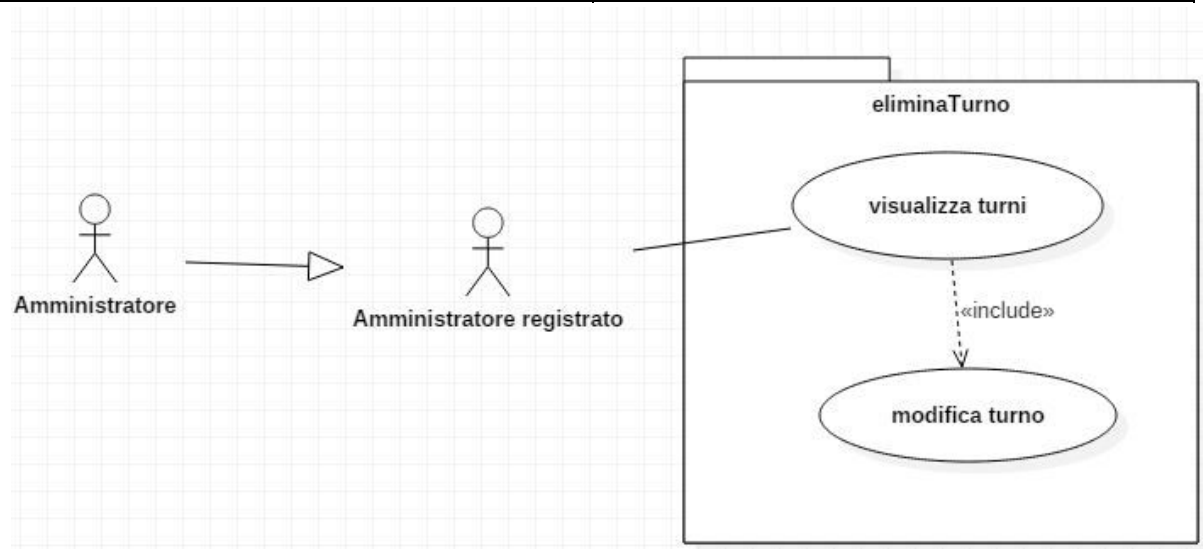 eliminaTurno
visualizza turni
Amministratore
Amministratore registrato
«include»
modifica turno